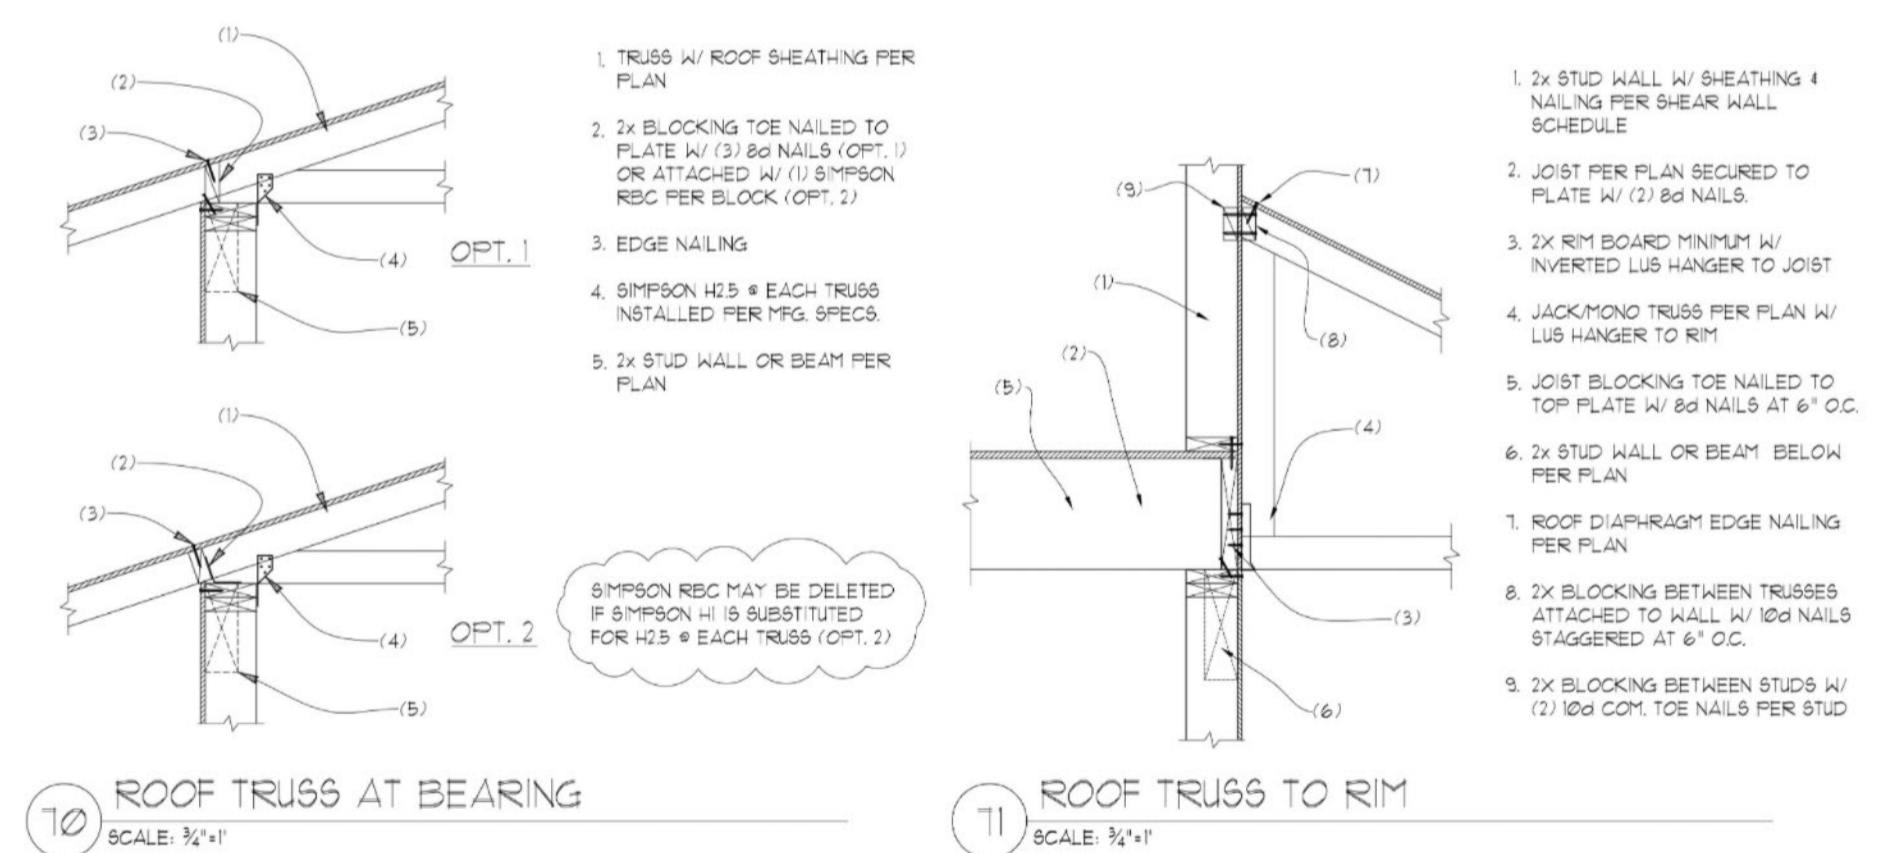 (1)
(2)
(3)
(4)
OPT. 1
(5)
(1)
(2)
(3)
(4)
OPT. 2
(5)
1. TRUSS W/ ROOF SHEATHING PER
PLAN
2. 2x BLOCKING TOE NAILED TO
PLATE W/ (3) 8d NAILS (OPT. 1)
OR ATTACHED W/ (1) SIMPSON
RBC PER BLOCK (OPT. 2)
3. EDGE NAILING
4. SIMPSON H2.5 @ EACH TRUSS
INSTALLED PER MFG. SPECS.
5. 2x STUD WALL OR BEAM PER
PLAN
SIMPSON RBC MAY BE DELETED
IF SIMPSON H1 IS SUBSTITUTED
FOR H2.5 @ EACH TRUSS (OPT. 2)
70
ROOF TRUSS AT BEARING
SCALE: ¾"=1'
(9)
(7)
(1)
(8)
(2)
(5)
(4)
(3)
(6)
1. 2x STUD WALL W/ SHEATHING &
NAILING PER SHEAR WALL
SCHEDULE
2. JOIST PER PLAN SECURED TO
PLATE W/ (2) 8d NAILS.
3. 2X RIM BOARD MINIMUM W/
INVERTED LUS HANGER TO JOIST
4. JACK/MONO TRUSS PER PLAN W/
LUS HANGER TO RIM
5. JOIST BLOCKING TOE NAILED TO
TOP PLATE W/ 8d NAILS AT 6" O.C.
6. 2x STUD WALL OR BEAM BELOW
PER PLAN
7. ROOF DIAPHRAGM EDGE NAILING
PER PLAN
8. 2X BLOCKING BETWEEN TRUSSES
ATTACHED TO WALL W/ 10d NAILS
STAGGERED AT 6" O.C.
9. 2X BLOCKING BETWEEN STUDS W/
(2) 10d COM. TOE NAILS PER STUD
71
ROOF TRUSS TO RIM
SCALE: ¾"=1'